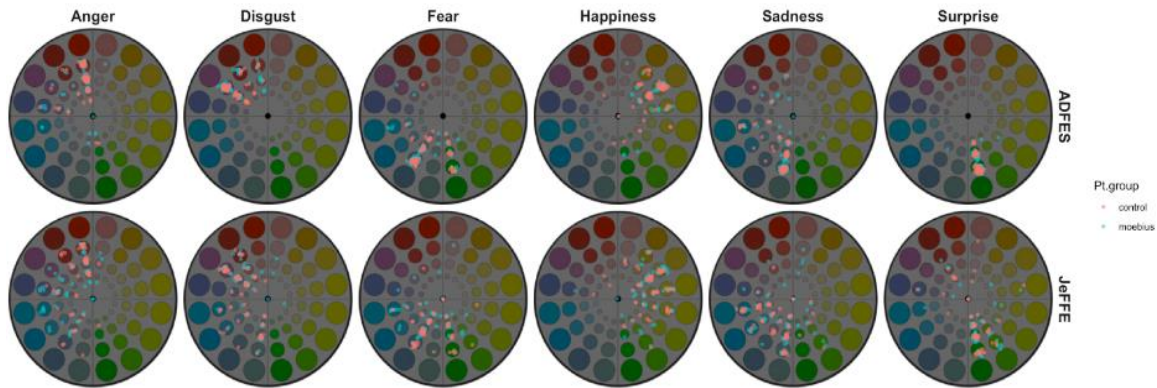 Anger Disgust Fear Happiness Sadness Surprise
ADFES
JeFFE
Pt.group
control
moebius